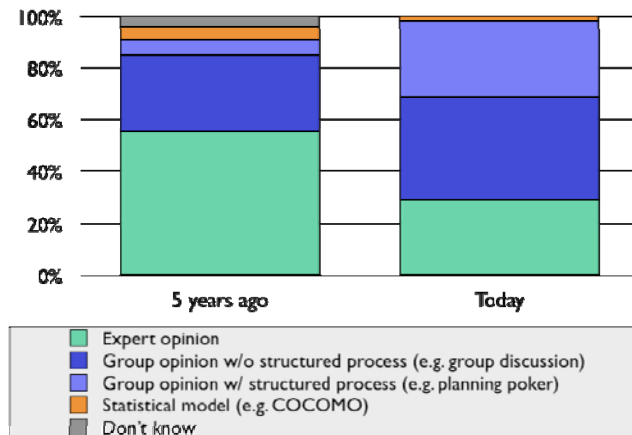 100%
80%
60%
40%
20%
0%
5 years ago
Today
Expert opinion
Group opinion w/o structured process (e.g. group discussion)
Group opinion w/ structured process (e.g. planning poker)
Statistical model (e.g. COCOMO)
Don't know